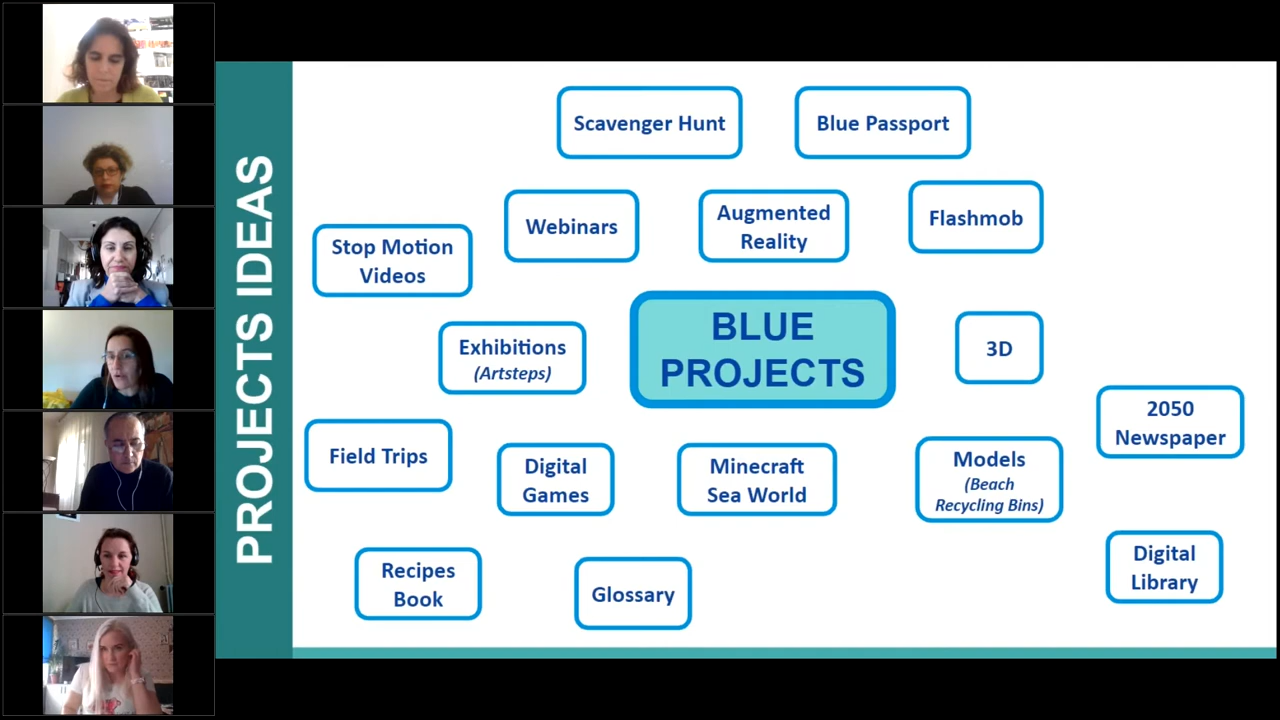 PROJECTS IDEAS
Scavenger Hunt
Blue Passport
Stop Motion
Videos
Webinars
Augmented
Reality
Flashmob
Exhibitions
(Artsteps)
BLUE
PROJECTS
3D
2050
Newspaper
Field Trips
Digital
Games
Minecraft
Sea World
Models
(Beach
Recycling Bins)
Recipes
Book
Glossary
Digital
Library